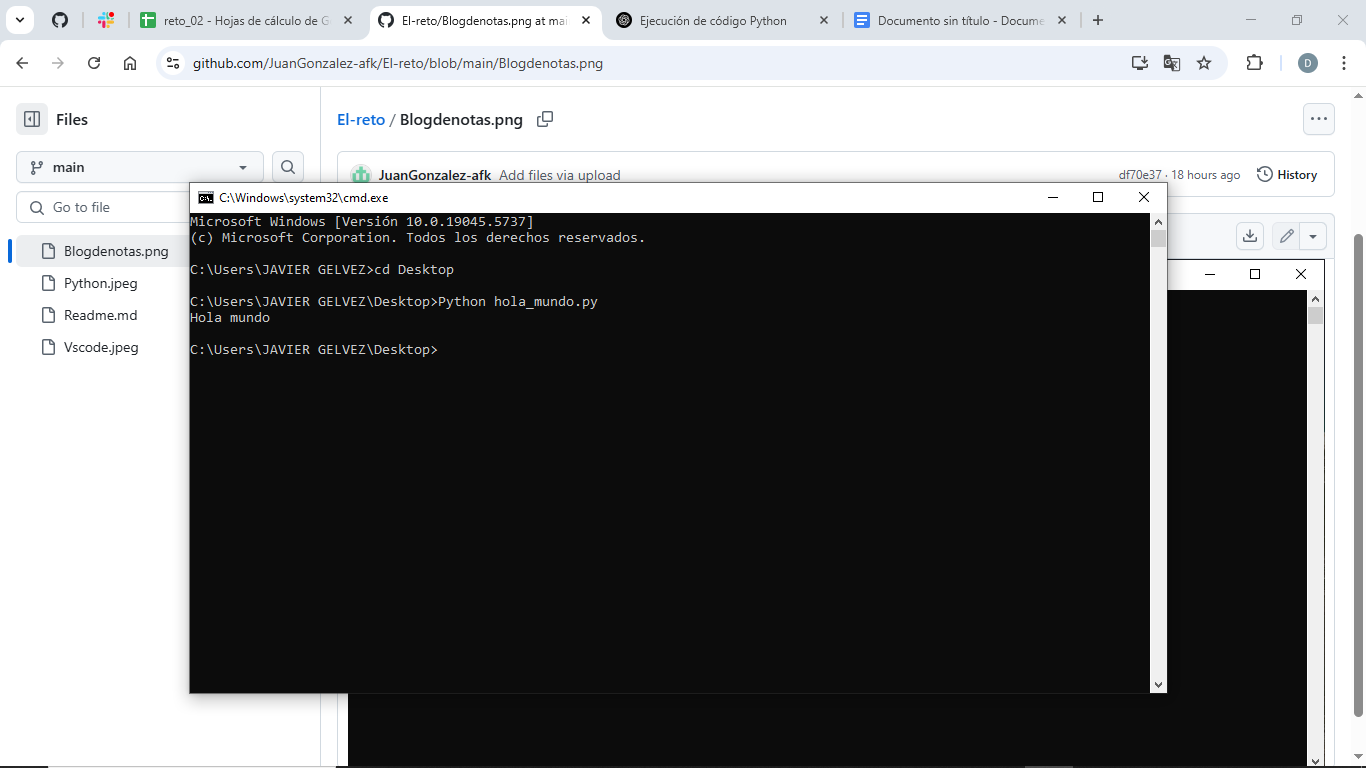 reto_02 - Hojas de cálculo de G
El-reto/Blogdenotas.png at mai
Ejecución de código Python
Documento sin título - Docume
github.com/JuanGonzalez-afk/El-reto/blob/main/Blogdenotas.png
D
Files
El-reto / Blogdenotas.png
main
JuanGonzalez-afk Add files via upload
df70e37 · 18 hours ago
History
Go to file
Blogdenotas.png
Python.jpeg
Readme.md
Vscode.jpeg
C:\Windows\system32\cmd.exe
Microsoft Windows [Versión 10.0.19045.5737]
(c) Microsoft Corporation. Todos los derechos reservados.
C:\Users\JAVIER GELVEZ>cd Desktop
C:\Users\JAVIER GELVEZ\Desktop>Python hola_mundo.py
Hola mundo
C:\Users\JAVIER GELVEZ\Desktop>